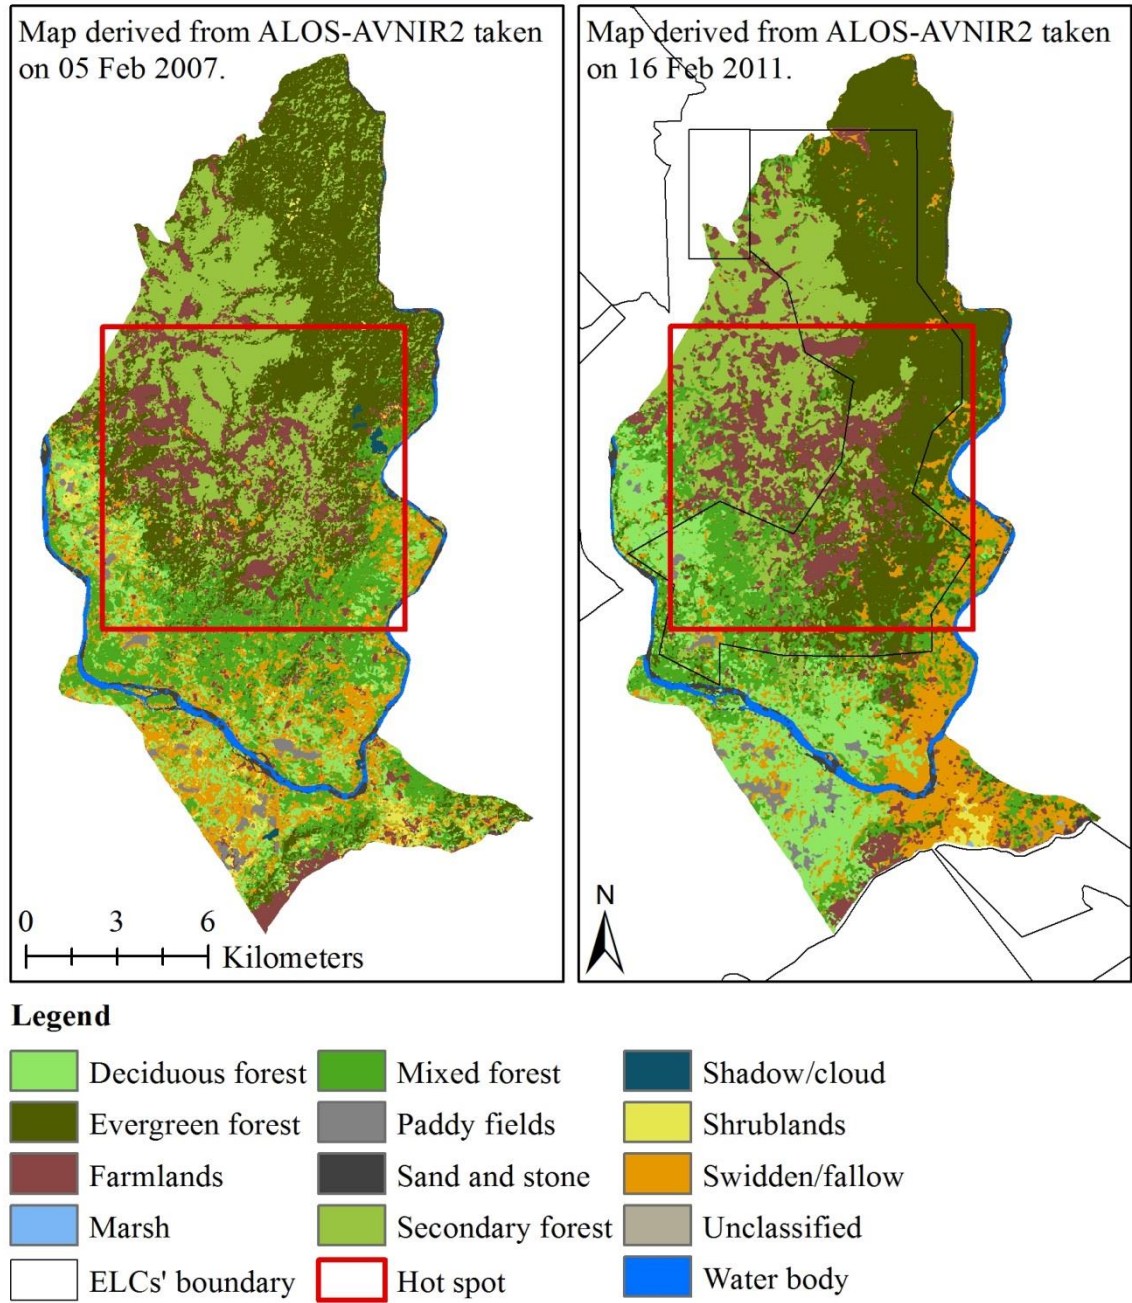 Map derived from ALOS-AVNIR2 taken
on 05 Feb 2007.
Map derived from ALOS-AVNIR2 taken
on 16 Feb 2011.
0 3 6
Kilometers
N
Legend
Deciduous forest
Mixed forest
Shadow/cloud
Evergreen forest
Paddy fields
Shrublands
Farmlands
Sand and stone
Swidden/fallow
Marsh
Secondary forest
Unclassified
ELCs' boundary
Hot spot
Water body